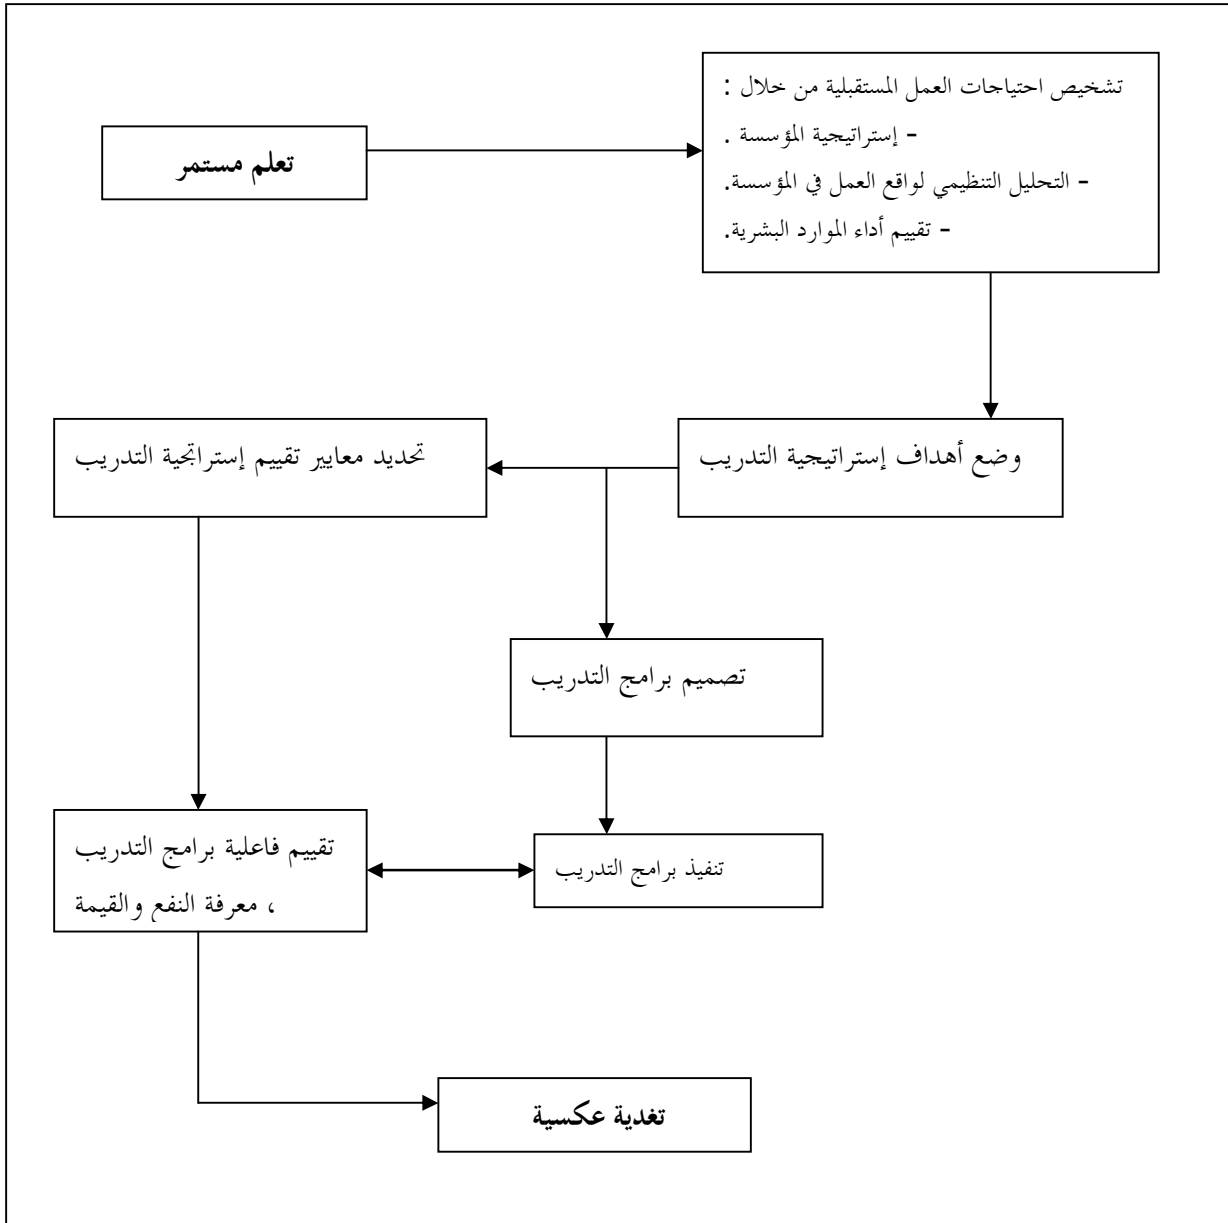 تشخيص احتياجات العمل المستقبلية من خلال :
- إستراتيجية المؤسسة .
- التحليل التنظيمي لواقع العمل في المؤسسة.
- تقييم أداء الموارد البشرية.
تعلم مستمر
وضع أهداف إستراتيجية التدريب
تحديد معايير تقييم إستراتجية التدريب
تصميم برامج التدريب
تنفيذ برامج التدريب
تقييم فاعلية برامج التدريب
، معرفة النفع والقيمة
تغدية عكسية